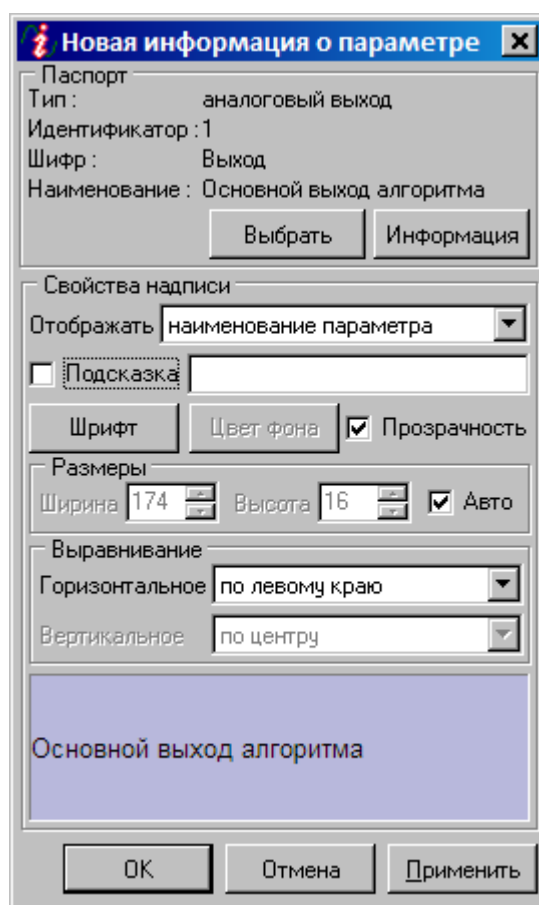 Новая информация о параметре
Паспорт
Тип : аналоговый выход
Идентификатор : 1
Шифр : Выход
Наименование : Основной выход алгоритма
Выбрать Информация
Свойства надписи
Отображать наименование параметра
Подсказка
Шрифт Цвет фона Прозрачность
Размеры
Ширина 174 Высота 16 Авто
Выравнивание
Горизонтальное по левому краю
Вертикальное по центру
Основной выход алгоритма
OK Отмена Применить